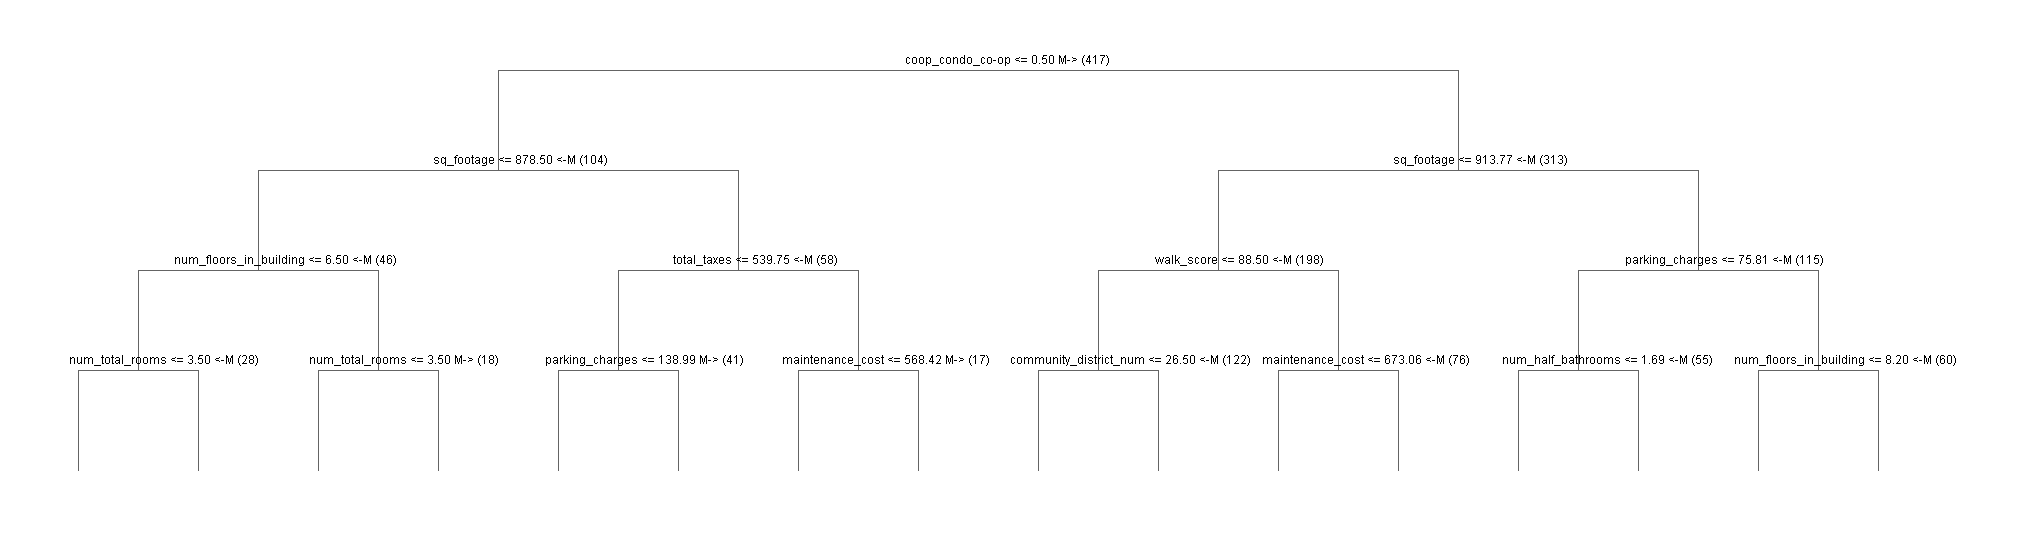 coop_condo_co-op <= 0.50 M-> (417)
sq_footage <= 878.50 <-M (104)
sq_footage <= 913.77 <-M (313)
num_floors_in_building <= 6.50 <-M (46)
total_taxes <= 539.75 <-M (58)
walk_score <= 88.50 <-M (198)
parking_charges <= 75.81 <-M (115)
num_total_rooms <= 3.50 <-M (28)
num_total_rooms <= 3.50 M-> (18)
parking_charges <= 138.99 M-> (41)
maintenance_cost <= 568.42 M-> (17)
community_district_num <= 26.50 <-M (122)
maintenance_cost <= 673.06 <-M (76)
num_half_bathrooms <= 1.69 <-M (55)
num_floors_in_building <= 8.20 <-M (60)